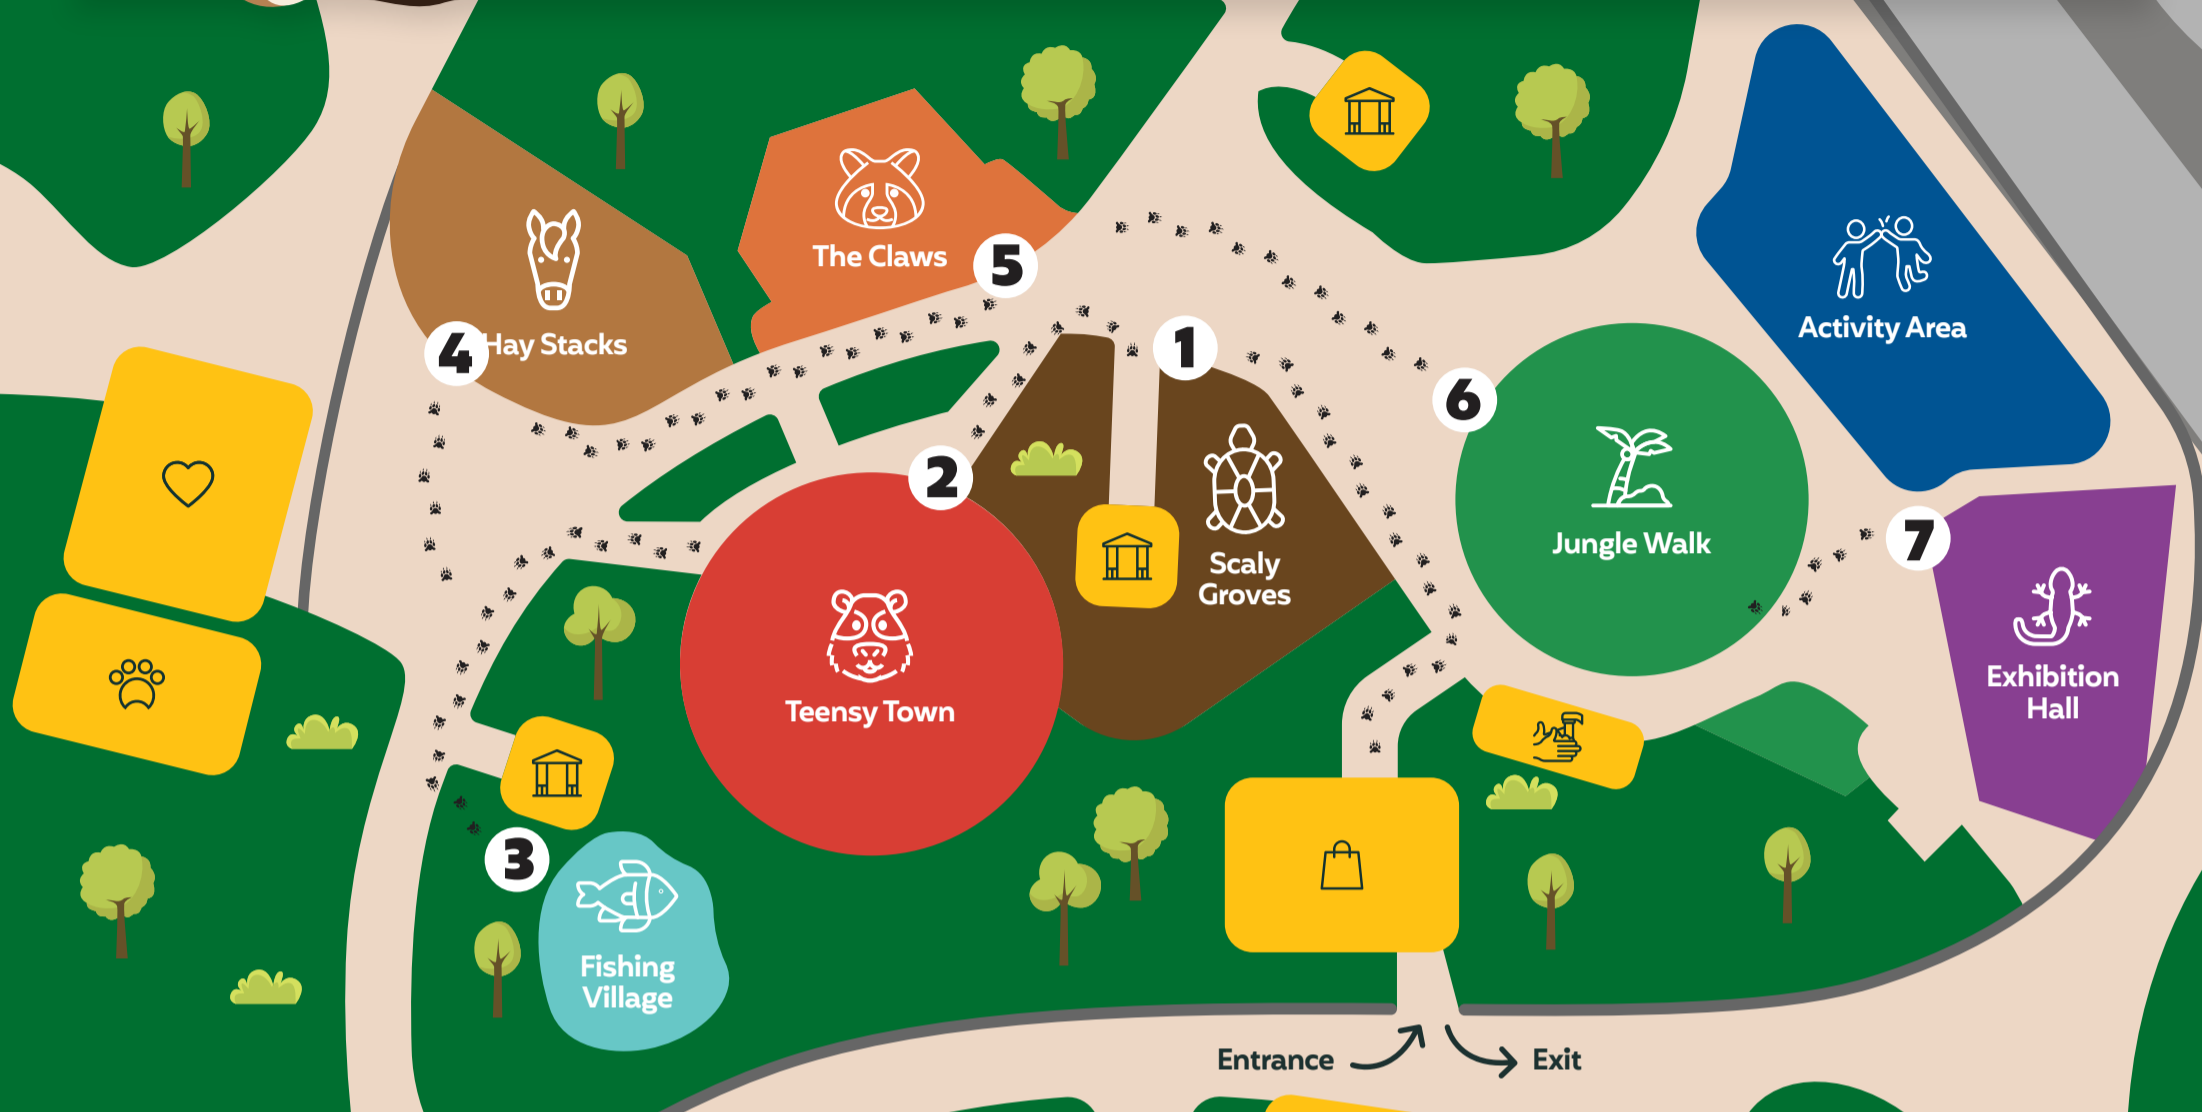 The Claws
5
Hay Stacks
4
1
Activity Area
6
2
Jungle Walk
7
Scaly
Groves
Exhibition
Hall
Teensy Town
3
Fishing
Village
Entrance
Exit